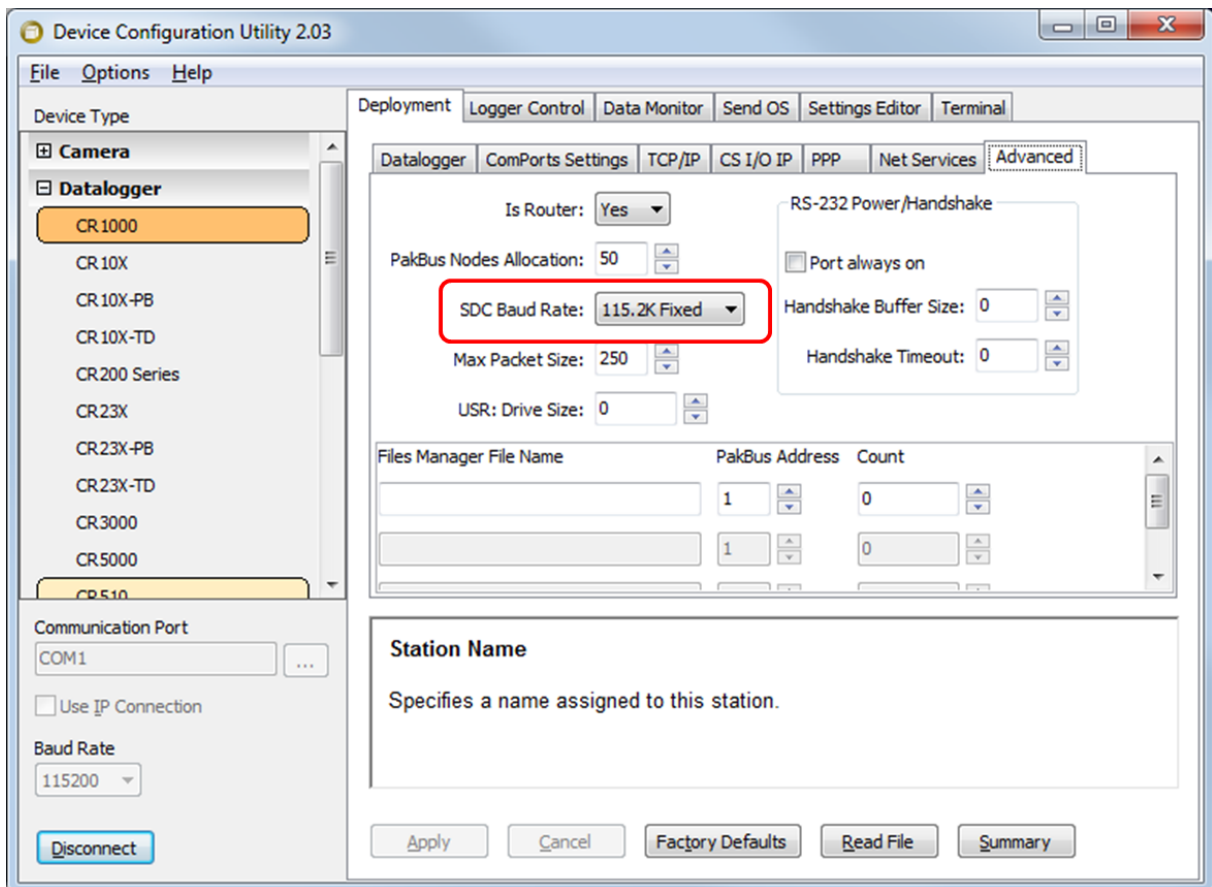 Device Configuration Utility 2.03
File Options Help
Device Type
Camera
Datalogger
CR1000
CR10X
CR10X-PB
CR10X-TD
CR200 Series
CR23X
CR23X-PB
CR23X-TD
CR3000
CR5000
CR510
Communication Port
COM1
...
Use IP Connection
Baud Rate
115200
Disconnect
Deployment Logger Control Data Monitor Send OS Settings Editor Terminal
Datalogger ComPorts Settings TCP/IP CS I/O IP PPP Net Services Advanced
Is Router: Yes
PakBus Nodes Allocation: 50
SDC Baud Rate: 115.2K Fixed
Max Packet Size: 250
USR: Drive Size: 0
RS-232 Power/Handshake
Port always on
Handshake Buffer Size: 0
Handshake Timeout: 0
Files Manager File Name PakBus Address Count
1 0
1 0
Station Name
Specifies a name assigned to this station.
Apply Cancel Factory Defaults Read File Summary